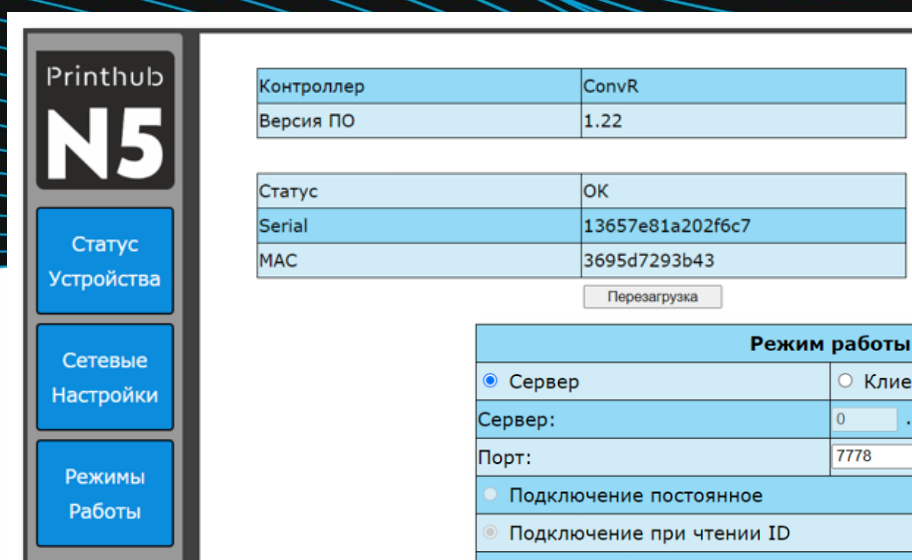 Printhub
N5
Статус
Устройства
Сетевые
Настройки
Режимы
Работы
Контроллер ConvR
Версия ПО 1.22
Статус OK
Serial 13657e81a202f6c7
MAC 3695d7293b43
Перезагрузка
Режим работы
Сервер Клие
Сервер: 0 .
Порт: 7778
Подключение постоянное
Подключение при чтении ID